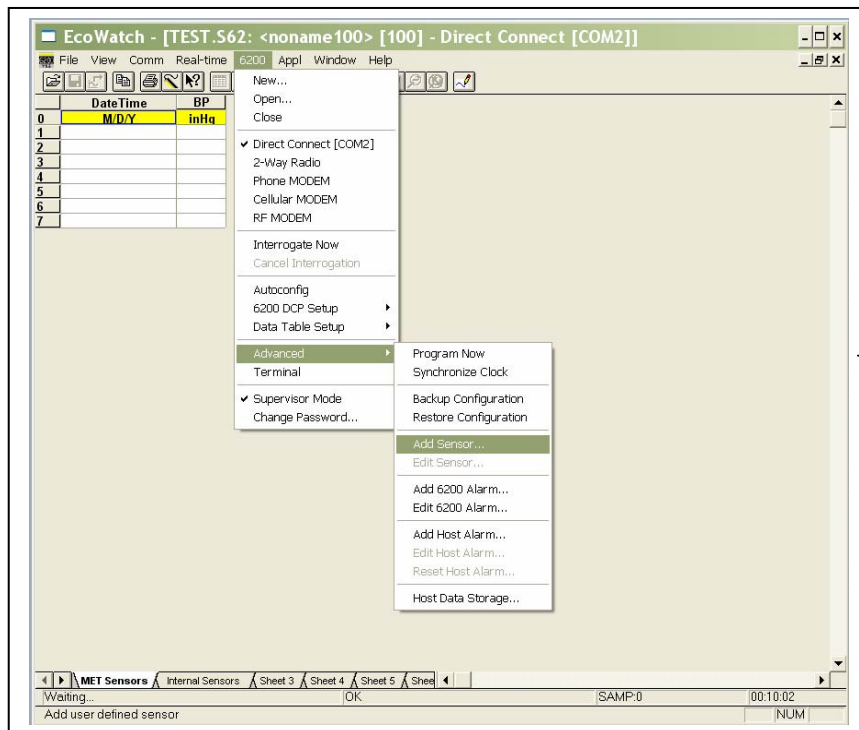 EcoWatch - [TEST.S62: <noname100> [100] - Direct Connect [COM2]]
File View Comm Real-time 6200 Appl Window Help
DateTime BP
0 M/D/Y inHg
1
2
3
4
5
6
7
New...
Open...
Close
Direct Connect [COM2]
2-Way Radio
Phone MODEM
Cellular MODEM
RF MODEM
Interrogate Now
Cancel Interrogation
Autoconfig
6200 DCP Setup
Data Table Setup
Advanced
Terminal
Supervisor Mode
Change Password...
Program Now
Synchronize Clock
Backup Configuration
Restore Configuration
Add Sensor...
Edit Sensor...
Add 6200 Alarm...
Edit 6200 Alarm...
Add Host Alarm...
Edit Host Alarm...
Reset Host Alarm...
Host Data Storage...
MET Sensors Internal Sensors Sheet 3 Sheet 4 Sheet 5 Shee
Waiting... OK SAMP:0 00:10:02
Add user defined sensor NUM